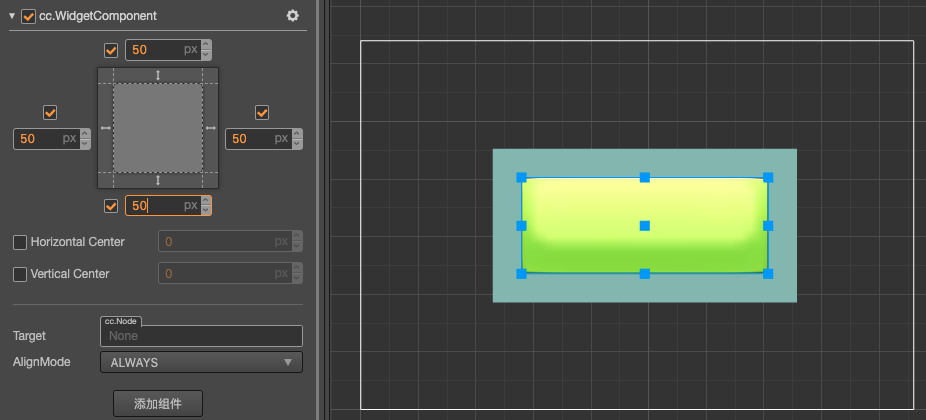 cc.WidgetComponent
50 px
50 px
50 px
50 px
Horizontal Center 0 px
Vertical Center 0 px
cc.Node
Target None
AlignMode ALWAYS
添加组件